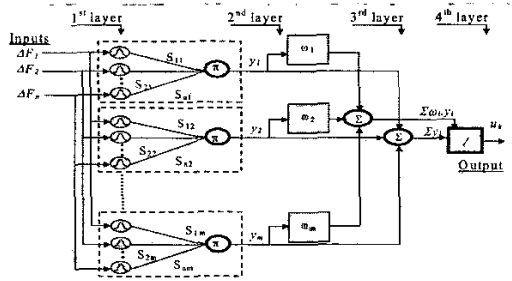 1st layer 2nd layer 3rd layer 4th layer
Inputs
ΔF1
ΔF2
ΔFn
S11
S21
Sn1
π
y1
ω1
S12
S22
Sn2
π
y2
ω2
Σ
Σωiyi
Σ
Σyi
/
uk
Output
S1m
S2m
Snm
π
ym
ωm